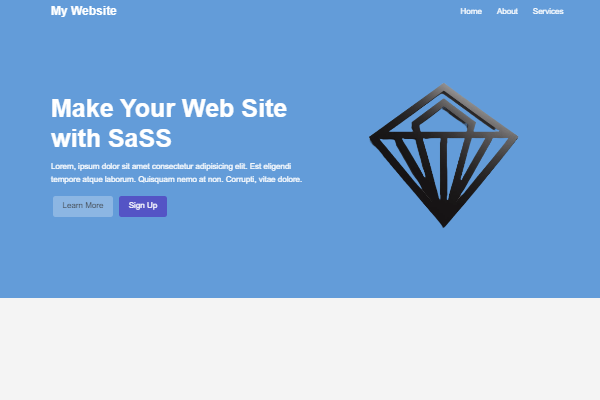 My Website
Home About Services
Make Your Web Site
with SaSS
Lorem, ipsum dolor sit amet consectetur adipisicing elit. Est eligendi
tempore atque laborum. Quisquam nemo at non. Corrupti, vitae dolore.
Learn More Sign Up